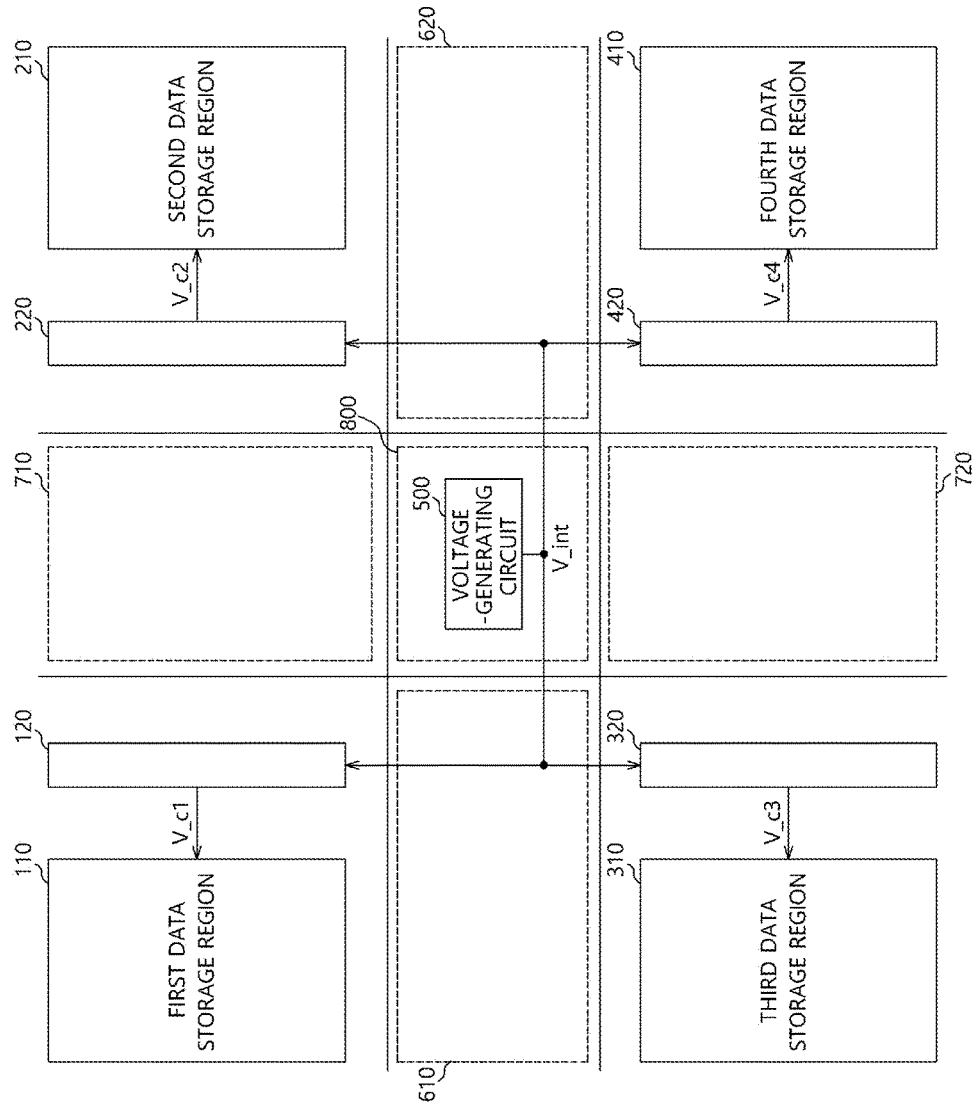 110
120
710
220
210
FIRST DATA
STORAGE REGION
V_c1
V_c2
SECOND DATA
STORAGE REGION
610
500
800
620
VOLTAGE
-GENERATING
CIRCUIT
V_int
310
320
420
410
THIRD DATA
STORAGE REGION
V_c3
V_c4
FOURTH DATA
STORAGE REGION
720